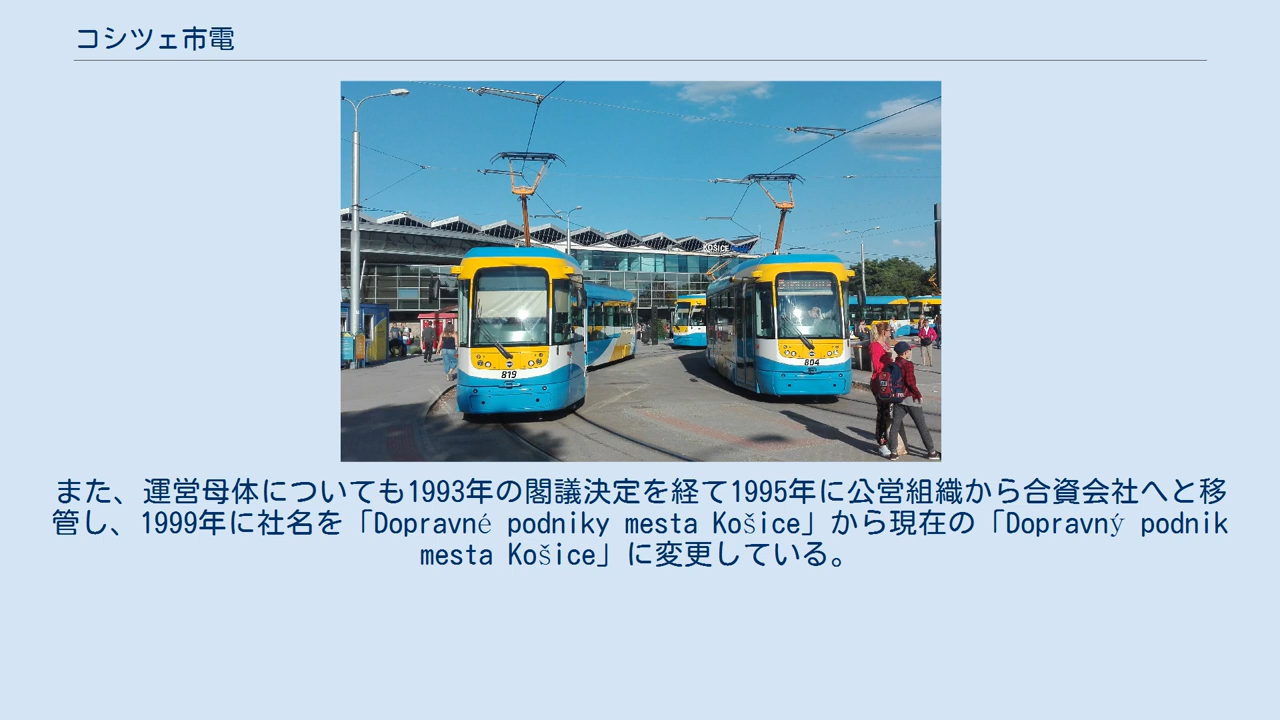 コシツェ市電
KOŠICE
819
804
また、運営母体についても1993年の閣議決定を経て1995年に公営組織から合資会社へと移
管し、1999年に社名を「Dopravné podniky mesta Košice」から現在の「Dopravný podnik
mesta Košice」に変更している。